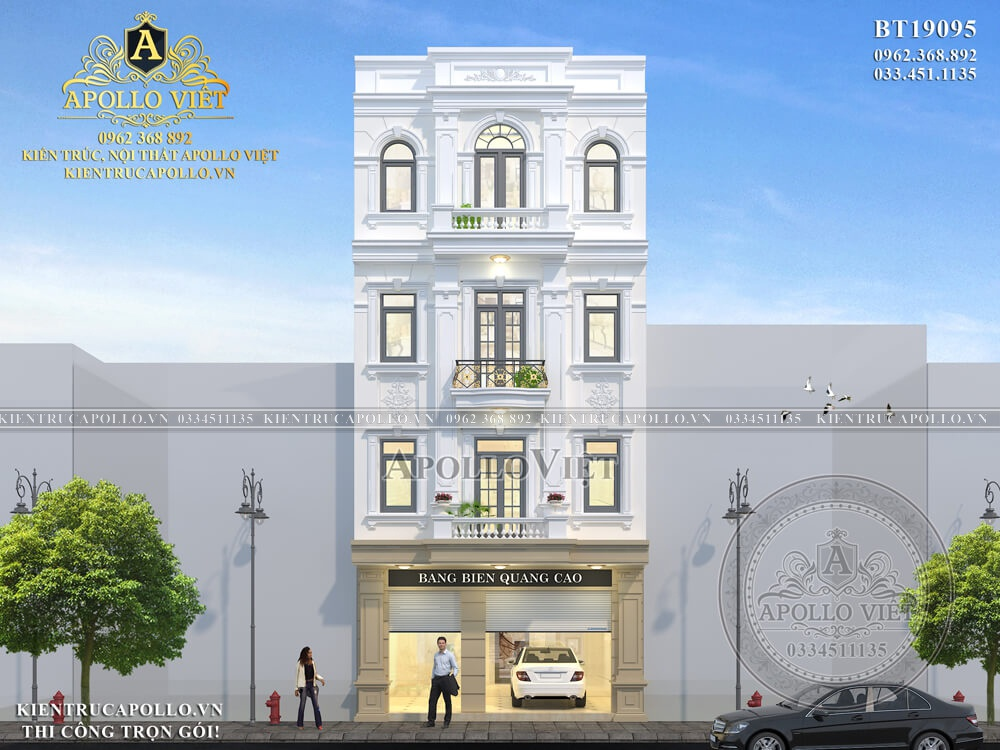 A
APOLLO VIỆT
0962 368 892
KIẾN TRÚC, NỘI THẤT APOLLO VIỆT
KIENTRUCAPOLLO.VN
BT19095
0962.368.892
033.451.1135
KIENTRUCAPOLLO.VN 0334511135 KIENTRUCAPOLLO.VN 0962 368 892 KIENTRUCAPOLLO.VN 0334511135 KIENTRUCAPOLLO.VN
APOLLO VIỆT
BANG BIEN QUANG CAO
A
APOLLO VIỆT
0334511135
KIENTRUCAPOLLO.VN
THI CÔNG TRỌN GÓI!